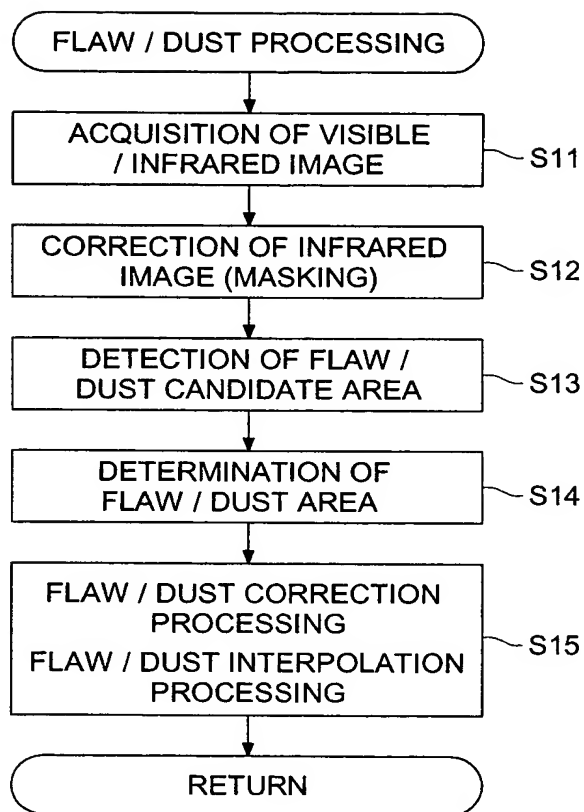 FLAW / DUST PROCESSING
ACQUISITION OF VISIBLE
/ INFRARED IMAGE
S11
CORRECTION OF INFRARED
IMAGE (MASKING)
S12
DETECTION OF FLAW /
DUST CANDIDATE AREA
S13
DETERMINATION OF
FLAW / DUST AREA
S14
FLAW / DUST CORRECTION
PROCESSING
FLAW / DUST INTERPOLATION
PROCESSING
S15
RETURN